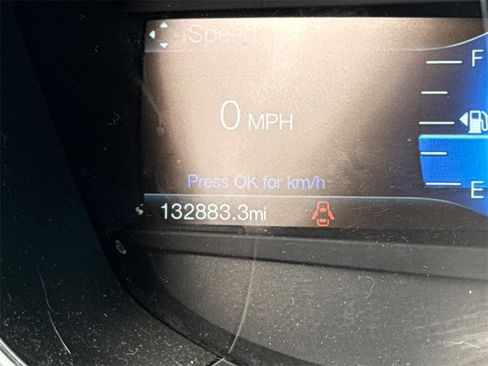 Speed
F
0 MPH
Press OK for km/h
E
132883.3mi